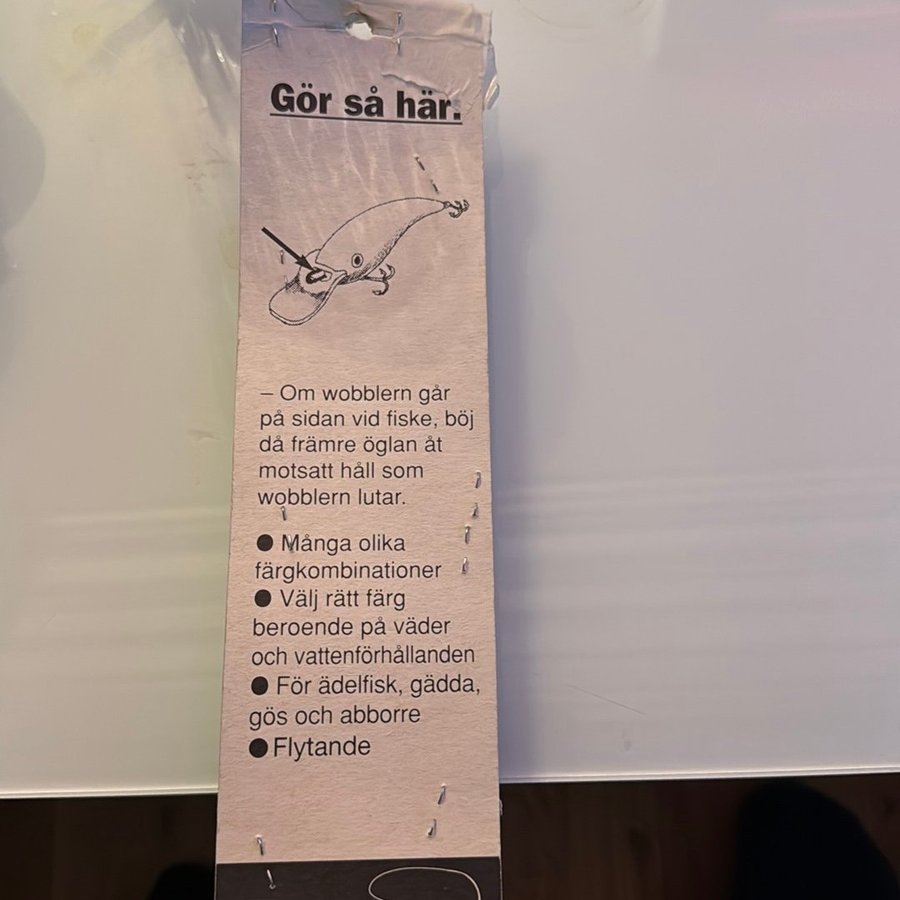 Gör så här:
– Om wobblern går
på sidan vid fiske, böj
då främre öglan åt
motsatt håll som
wobblern lutar.
● Många olika
färgkombinationer
● Välj rätt färg
beroende på väder
och vattenförhållanden
● För ädelfisk, gädda,
gös och abborre
● Flytande